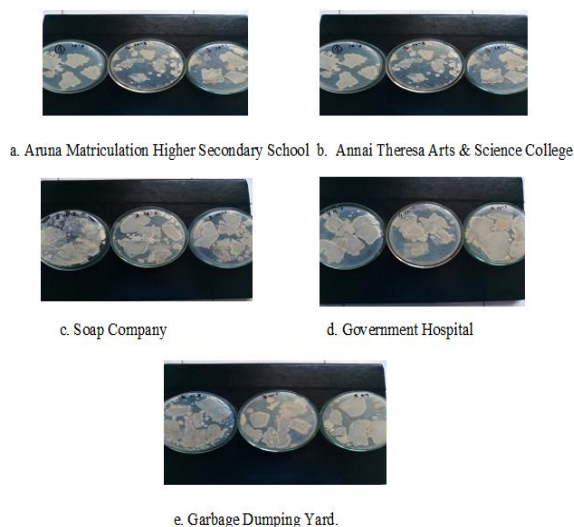 a. Aruna Matriculation Higher Secondary School
b. Annai Theresa Arts & Science College
c. Soap Company
d. Government Hospital
e. Garbage Dumping Yard.